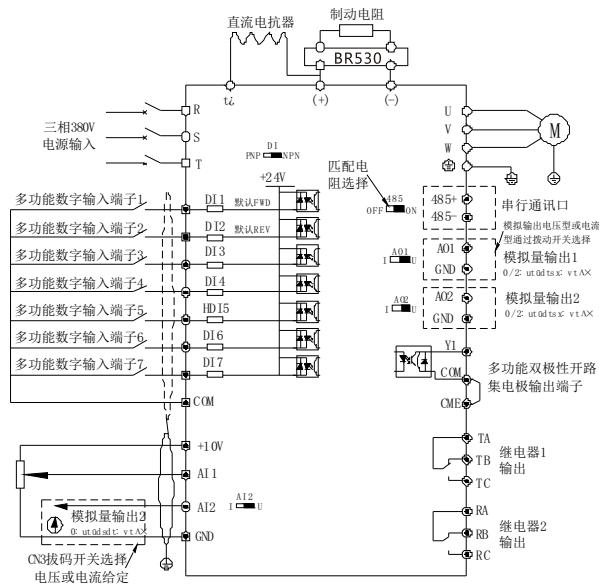 直流电抗器
制动电阻
BR530
(+)
(-)
三相380V
电源输入
R
S
T
U
V
W
M
DI
PNP NPN
+24V
匹配电
阻选择
485
OFF ON
485+
485-
串行通讯口
模拟输出电压型或电流
型通过拨动开关选择
多功能数字输入端子1
DI1 默认FWD
多功能数字输入端子2
DI2 默认REV
多功能数字输入端子3
DI3
多功能数字输入端子4
DI4
多功能数字输入端子5
HDI5
多功能数字输入端子6
DI6
多功能数字输入端子7
DI7
COM
AO1
I U
AO1
GND
模拟量输出1
AO2
I U
AO2
GND
模拟量输出2
Y1
COM
CME
多功能双极性开路
集电极输出端子
+10V
AI1
AI2
AI2
I U
GND
模拟量输出2
CN3拔码开关选择
电压或电流给定
TA
TB
TC
继电器1
输出
RA
RB
RC
继电器2
输出